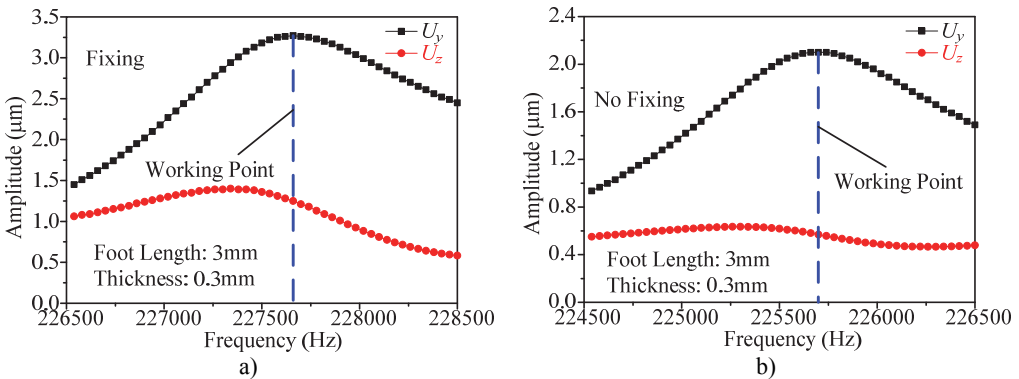 a)
3.5
3.0
2.5
2.0
1.5
1.0
0.5
0.0
Amplitude (μm)
Fixing
Uy
Uz
Working Point
Foot Length: 3mm
Thickness: 0.3mm
226500 227000 227500 228000 228500
Frequency (Hz)
a)
b)
2.4
2.0
1.6
1.2
0.8
0.4
0.0
Amplitude (μm)
No Fixing
Uy
Uz
Working Point
Foot Length: 3mm
Thickness: 0.3mm
224500 225000 225500 226000 226500
Frequency (Hz)
b)